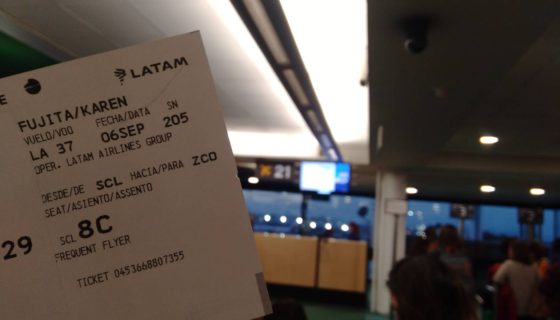 E
LATAM
FUJITA/KAREN
VUELO/VOO FECHA/DATA SN
LA 37 06SEP 205
OPER. LATAM AIRLINES GROUP
DESDE/DE SCL HACIA/PARA ZCO
SEAT/ASIENTO/ASSENTO
29 SCL 8C
FREQUENT FLYER
TICKET 0453668807355
21